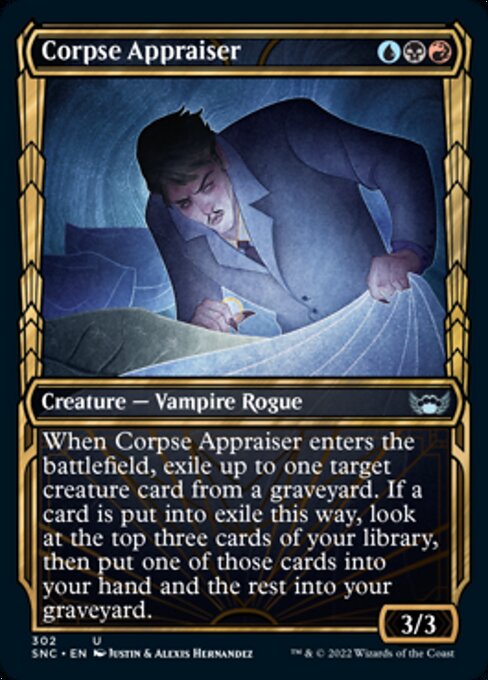 Corpse Appraiser
Creature — Vampire Rogue
When Corpse Appraiser enters the
battlefield, exile up to one target
creature card from a graveyard. If a
card is put into exile this way, look
at the top three cards of your library,
then put one of those cards into
your hand and the rest into your
graveyard.
3/3
302 U
SNC • EN Justin & Alexis Hernandez
™ & © 2022 Wizards of the Coast